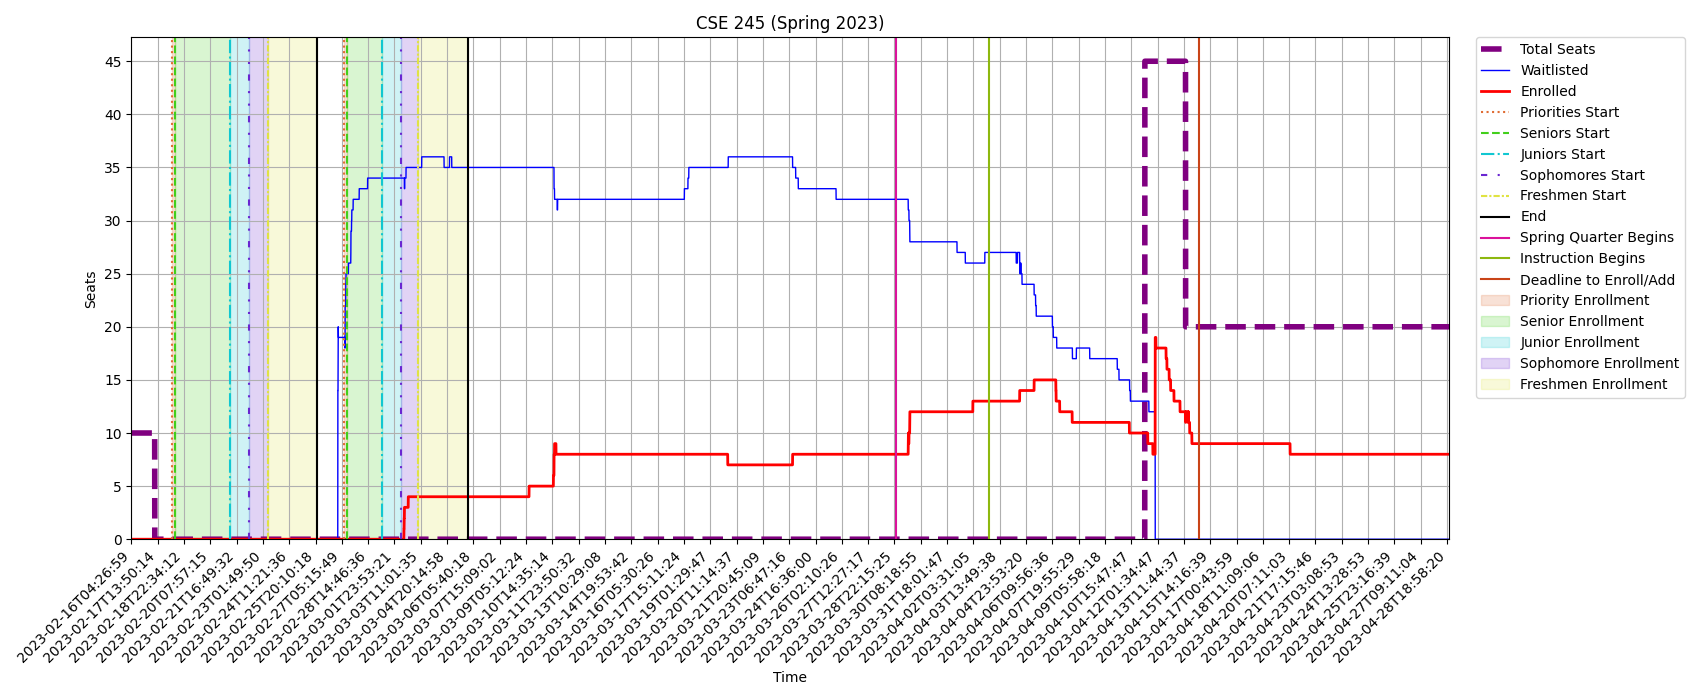 CSE 245 (Spring 2023)
Seats
45
40
35
30
25
20
15
10
5
0
2023-02-16T04:26:59
2023-02-17T13:50:14
2023-02-18T22:34:12
2023-02-20T07:57:15
2023-02-21T16:49:32
2023-02-23T01:49:50
2023-02-24T11:21:36
2023-02-25T20:10:18
2023-02-27T05:15:49
2023-02-28T14:46:36
2023-03-01T23:53:21
2023-03-03T11:01:35
2023-03-04T20:14:58
2023-03-06T05:40:18
2023-03-07T15:09:02
2023-03-09T05:12:24
2023-03-10T14:35:14
2023-03-11T23:50:32
2023-03-13T10:29:08
2023-03-14T19:53:42
2023-03-16T05:30:26
2023-03-17T15:11:24
2023-03-19T01:29:47
2023-03-20T11:14:37
2023-03-21T20:45:09
2023-03-23T06:47:16
2023-03-24T16:36:00
2023-03-26T02:10:26
2023-03-27T12:27:17
2023-03-28T22:15:25
2023-03-30T08:18:55
2023-03-31T18:01:47
2023-04-02T03:31:05
2023-04-03T13:49:38
2023-04-04T23:53:20
2023-04-06T09:56:36
2023-04-07T19:55:29
2023-04-09T05:58:18
2023-04-10T15:47:47
2023-04-12T01:34:47
2023-04-13T11:44:37
2023-04-15T14:16:39
2023-04-17T00:43:59
2023-04-18T11:09:06
2023-04-20T07:11:03
2023-04-21T17:15:46
2023-04-23T03:08:53
2023-04-24T13:28:53
2023-04-25T23:16:39
2023-04-27T09:11:04
2023-04-28T18:58:20
Time
Total Seats
Waitlisted
Enrolled
Priorities Start
Seniors Start
Juniors Start
Sophomores Start
Freshmen Start
End
Spring Quarter Begins
Instruction Begins
Deadline to Enroll/Add
Priority Enrollment
Senior Enrollment
Junior Enrollment
Sophomore Enrollment
Freshmen Enrollment